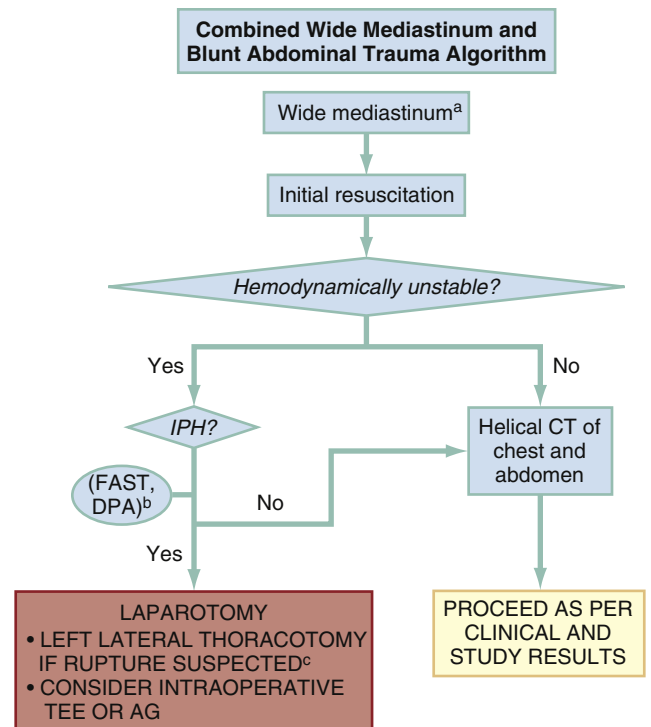 Combined Wide Mediastinum and
Blunt Abdominal Trauma Algorithm
Wide mediastinumᵃ
Initial resuscitation
Hemodynamically unstable?
Yes
No
IPH?
Helical CT of
chest and
abdomen
(FAST,
DPA)ᵇ
No
Yes
LAPAROTOMY
• LEFT LATERAL THORACOTOMY
IF RUPTURE SUSPECTEDᶜ
• CONSIDER INTRAOPERATIVE
TEE OR AG
PROCEED AS PER
CLINICAL AND
STUDY RESULTS